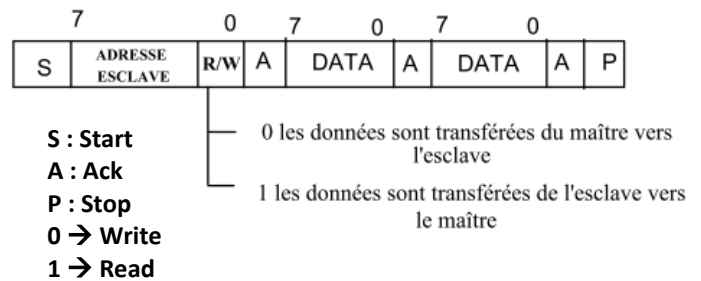 7 0 7 0 7 0
S ADRESSE ESCLAVE R/W A DATA A DATA A P
0 les données sont transférées du maître vers
l'esclave
1 les données sont transférées de l'esclave vers
le maître
S : Start
A : Ack
P : Stop
0 → Write
1 → Read